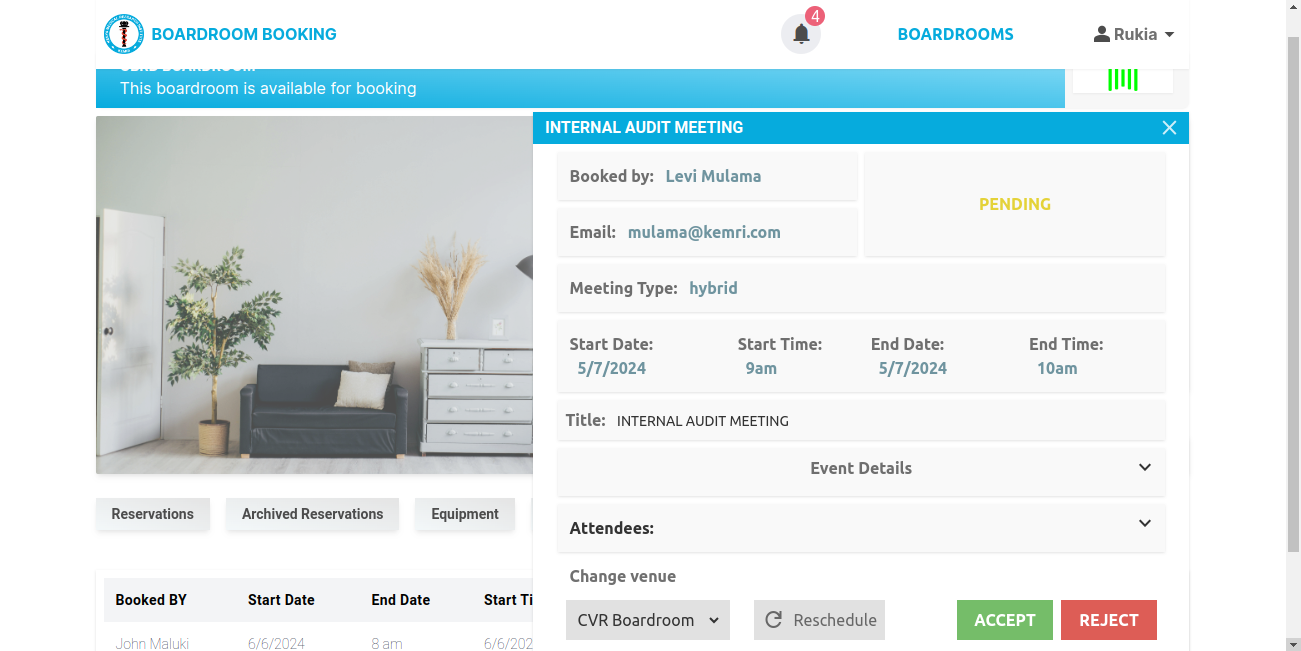 BOARDROOM BOOKING
4
BOARDROOMS
Rukia
This boardroom is available for booking
INTERNAL AUDIT MEETING
Booked by: Levi Mulama
PENDING
Email: mulama@kemri.com
Meeting Type: hybrid
Start Date: Start Time: End Date: End Time:
5/7/2024 9am 5/7/2024 10am
Title: INTERNAL AUDIT MEETING
Event Details
Attendees:
Change venue
CVR Boardroom Reschedule ACCEPT REJECT
Reservations Archived Reservations Equipment
Booked BY Start Date End Date Start Ti
John Maluki 6/6/2024 8 am 6/6/202